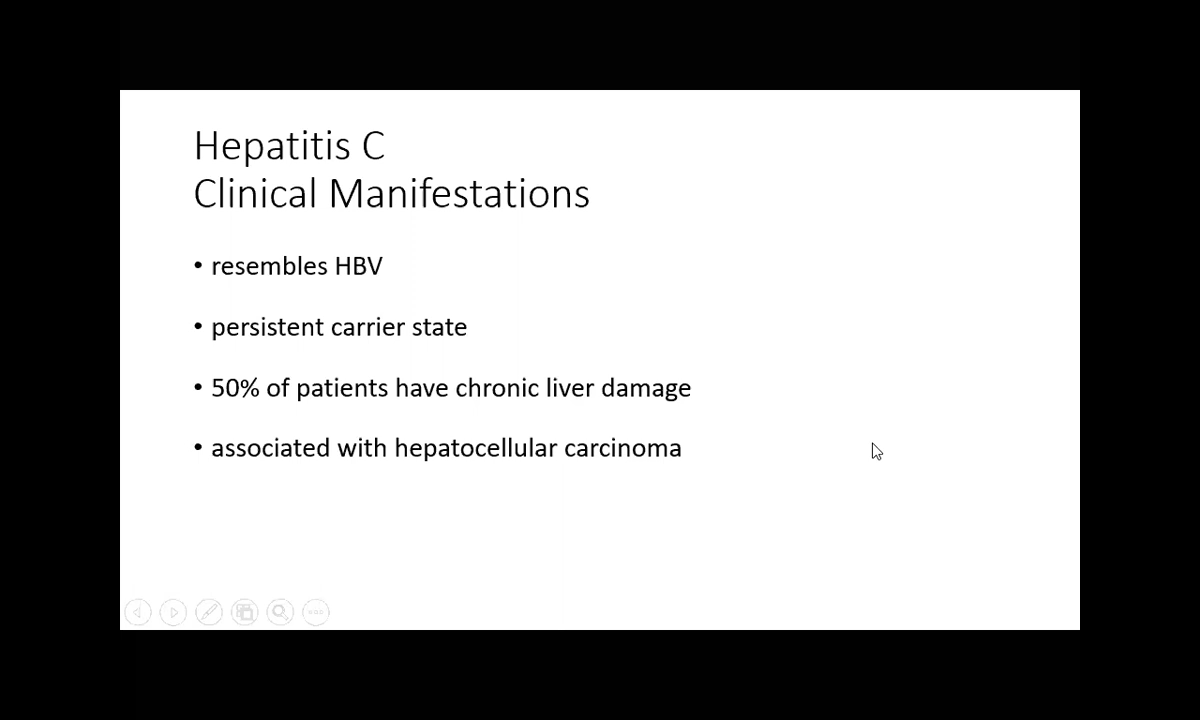 Hepatitis C
Clinical Manifestations
• resembles HBV
• persistent carrier state
• 50% of patients have chronic liver damage
• associated with hepatocellular carcinoma